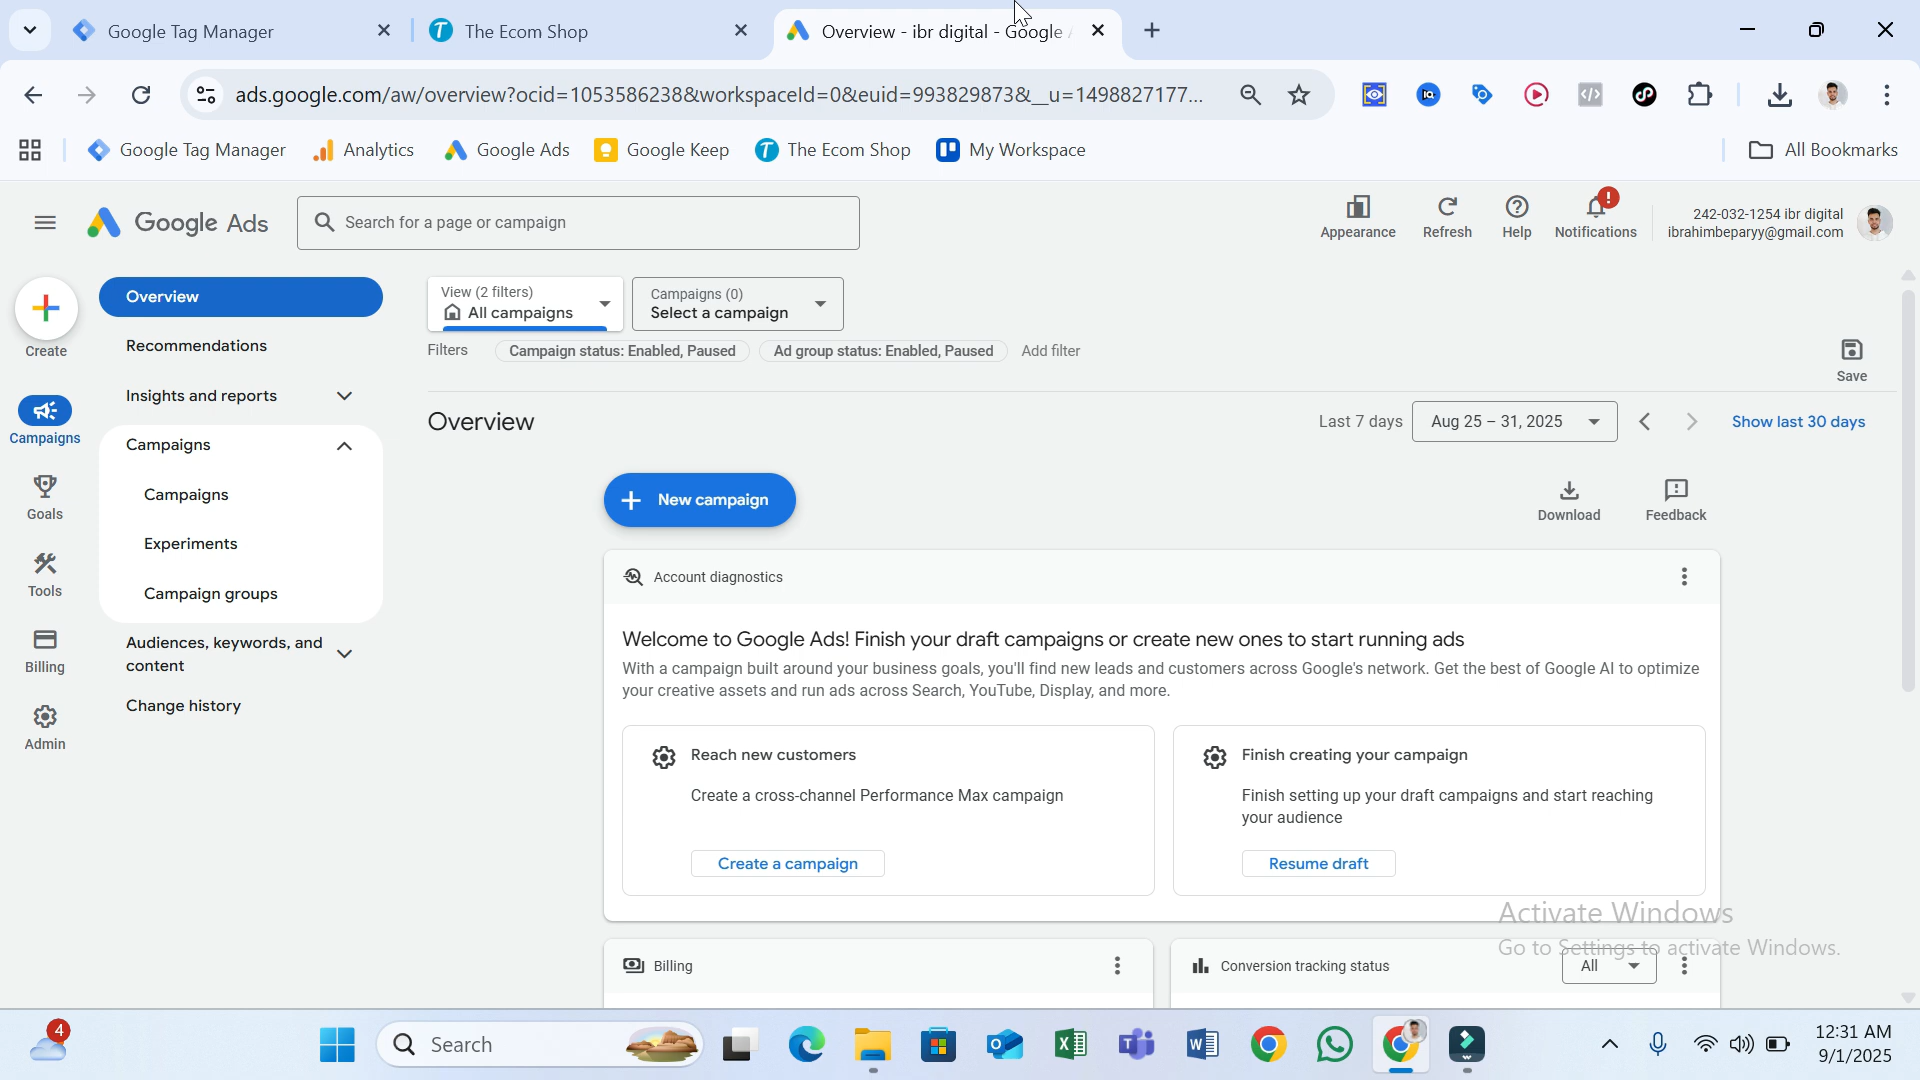 Google Tag Manager
The Ecom Shop
Overview - ibr digital - Google
ads.google.com/aw/overview?ocid=1053586238&workspaceId=0&euid=993829873&__u=1498827177...
Google Tag Manager
Analytics
Google Ads
Google Keep
The Ecom Shop
My Workspace
All Bookmarks
Google Ads
Search for a page or campaign
Appearance
Refresh
Help
Notifications
242-032-1254 ibr digital
ibrahimbeparyy@gmail.com
Create
Campaigns
Goals
Tools
Billing
Admin
Overview
Recommendations
Insights and reports
Campaigns
Campaigns
Experiments
Campaign groups
Audiences, keywords, and
content
Change history
View (2 filters)
All campaigns
Campaigns (0)
Select a campaign
Filters
Campaign status: Enabled, Paused
Ad group status: Enabled, Paused
Add filter
Save
Overview
Last 7 days
Aug 25 – 31, 2025
Show last 30 days
New campaign
Download
Feedback
Account diagnostics
Welcome to Google Ads! Finish your draft campaigns or create new ones to start running ads
With a campaign built around your business goals, you'll find new leads and customers across Google's network. Get the best of Google AI to optimize
your creative assets and run ads across Search, YouTube, Display, and more.
Reach new customers
Create a cross-channel Performance Max campaign
Create a campaign
Finish creating your campaign
Finish setting up your draft campaigns and start reaching
your audience
Resume draft
Activate Windows
Go to Settings to activate Windows.
Billing
Conversion tracking status
All
4
Search
12:31 AM
9/1/2025